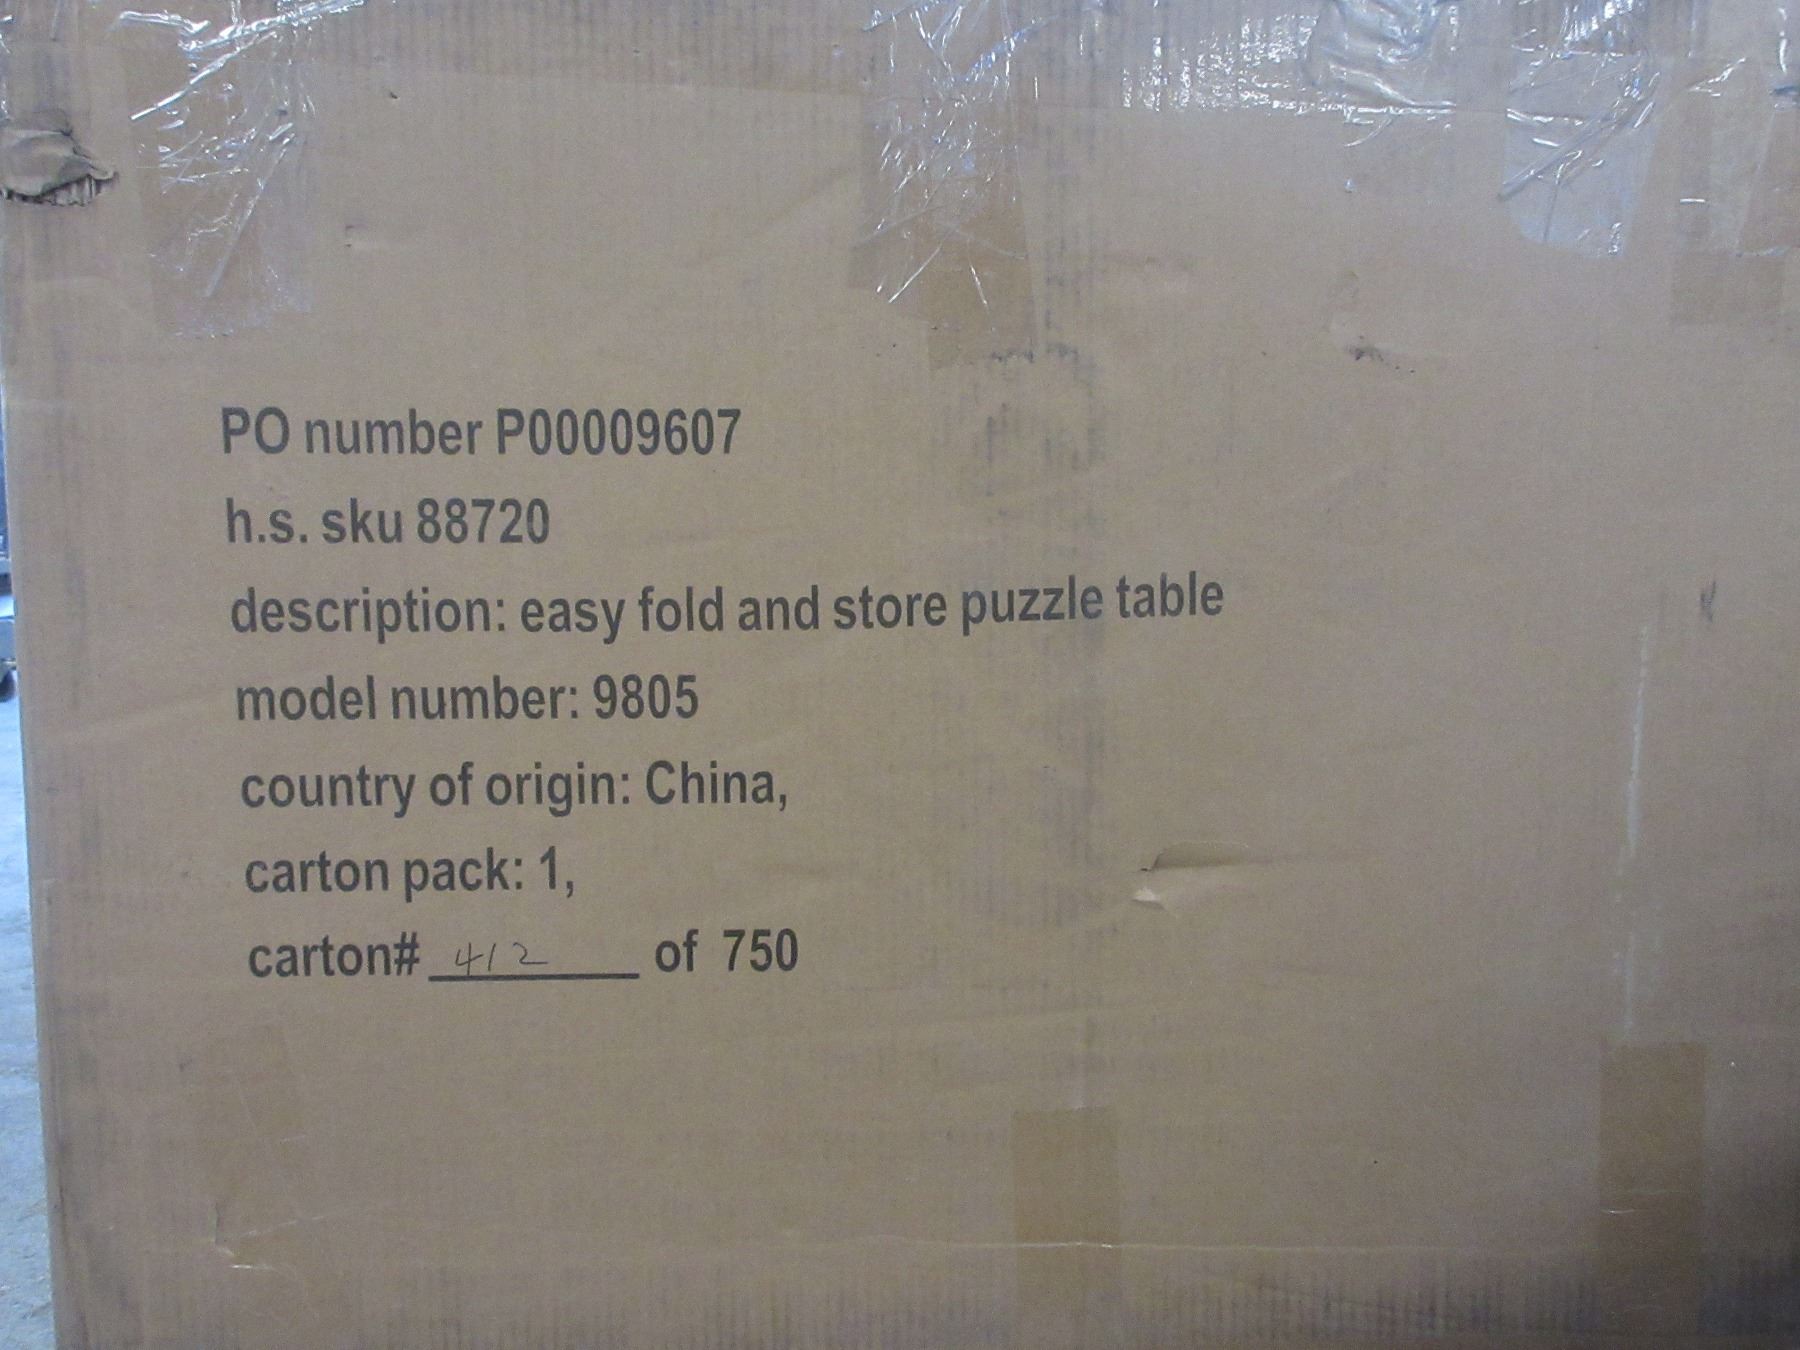 PO number P00009607
h.s. sku 88720
description: easy fold and store puzzle table
model number: 9805
country of origin: China,
carton pack: 1,
carton# 412 of 750